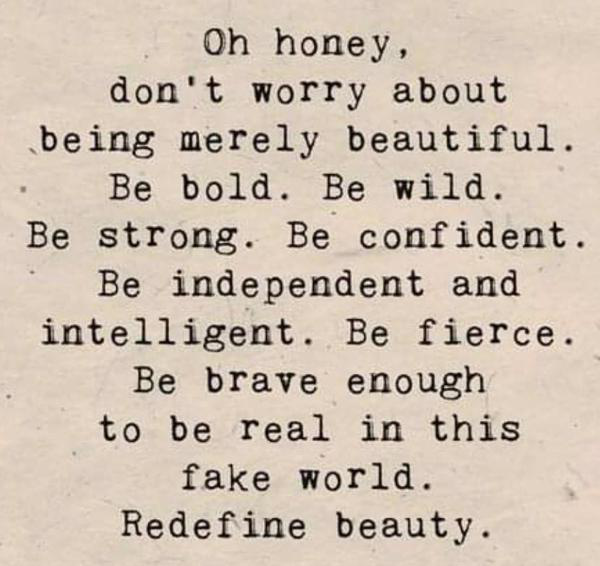 Oh honey,
don't worry about
being merely beautiful.
Be bold. Be wild.
Be strong. Be confident.
Be independent and
intelligent. Be fierce.
Be brave enough
to be real in this
fake world.
Redefine beauty.